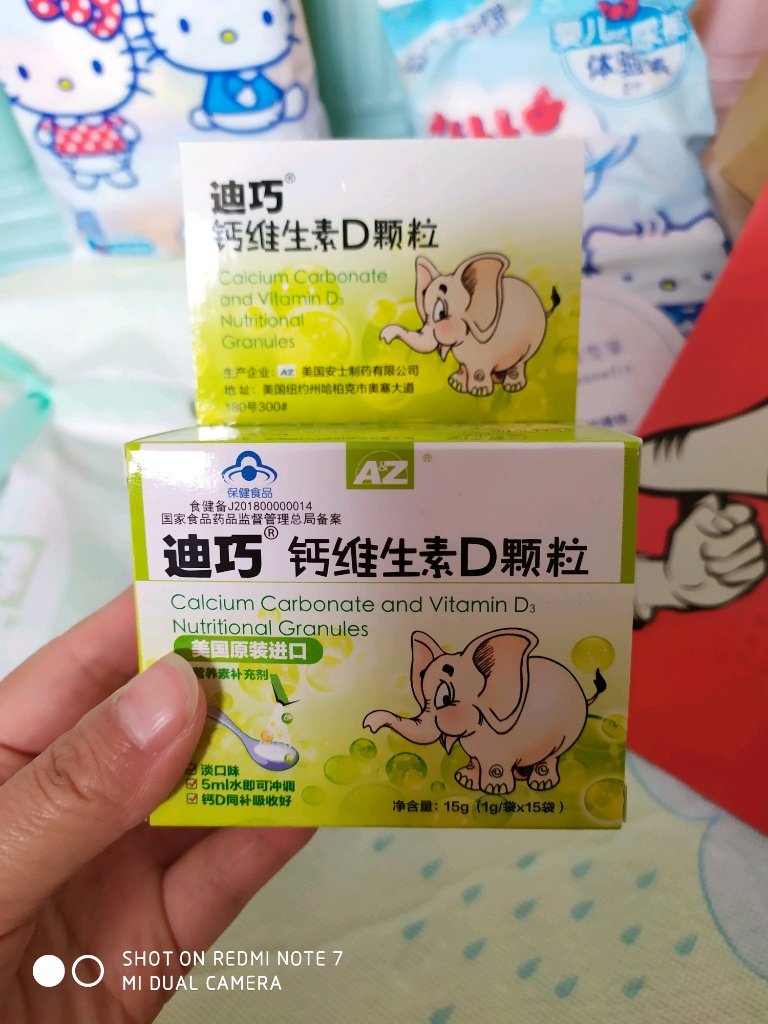 体验装
迪巧®
钙维生素D颗粒
Calcium Carbonate
and Vitamin D₃
Nutritional
Granules
生产企业：AZ 美国安士制药有限公司
地 址：美国纽约州哈柏克市奥塞大道
180号300#
A&Z®
保健食品
食健备J201800000014
国家食品药品监督管理总局备案
迪巧® 钙维生素D颗粒
Calcium Carbonate and Vitamin D₃
Nutritional Granules
美国原装进口
营养素补充剂
淡口味
5ml水即可冲调
钙D同补吸收好
净含量：15g（1g/袋x15袋）
SHOT ON REDMI NOTE 7
MI DUAL CAMERA